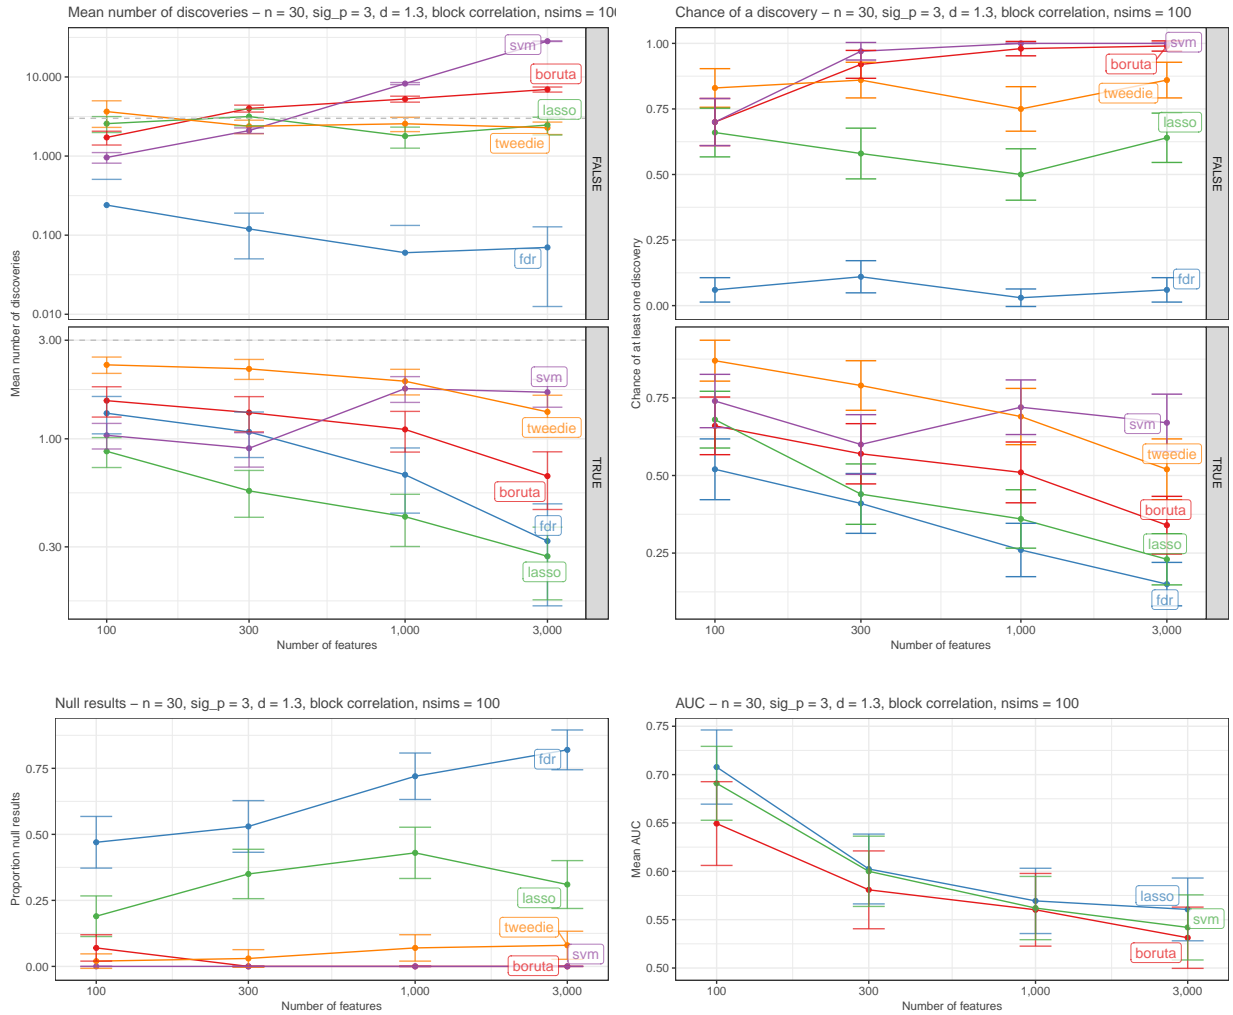 Mean number of discoveries – n = 30, sig_p = 3, d = 1.3, block correlation, nsims = 100
Mean number of discoveries
10.000
1.000
0.100
0.010
svm
boruta
lasso
tweedie
fdr
FALSE
3.00
1.00
0.30
svm
tweedie
boruta
fdr
lasso
TRUE
100
300
1,000
3,000
Number of features
Chance of a discovery – n = 30, sig_p = 3, d = 1.3, block correlation, nsims = 100
Chance of at least one discovery
1.00
0.75
0.50
0.25
0.00
svm
boruta
tweedie
lasso
fdr
FALSE
0.75
0.50
0.25
svm
tweedie
boruta
lasso
fdr
TRUE
100
300
1,000
3,000
Number of features
Null results – n = 30, sig_p = 3, d = 1.3, block correlation, nsims = 100
Proportion null results
0.75
0.50
0.25
0.00
fdr
lasso
tweedie
svm
boruta
100
300
1,000
3,000
Number of features
AUC – n = 30, sig_p = 3, d = 1.3, block correlation, nsims = 100
Mean AUC
0.75
0.70
0.65
0.60
0.55
0.50
lasso
svm
boruta
100
300
1,000
3,000
Number of features